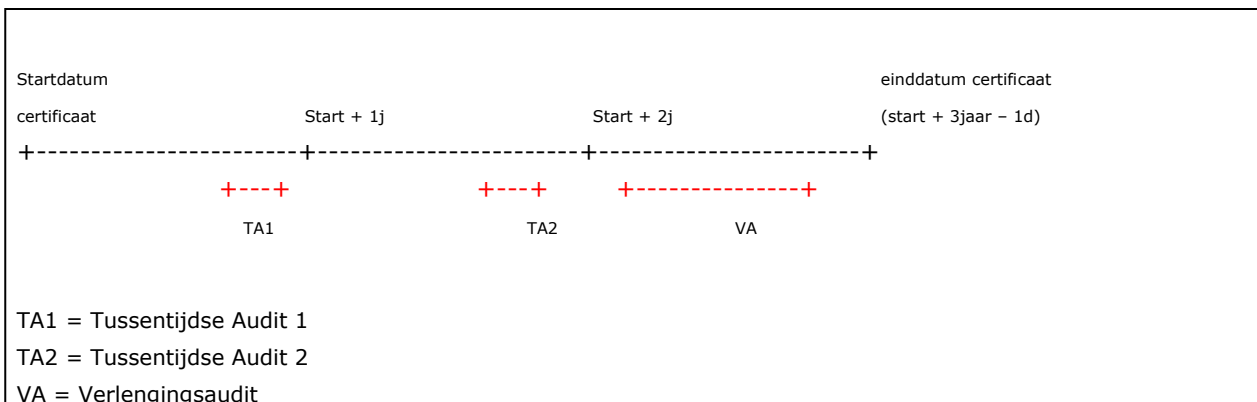 Startdatum einddatum certificaat
certificaat Start + 1j Start + 2j (start + 3jaar – 1d)
+--------------------------+--------------------------+--------------------------+
+----+ +----+ +-----------------+
TA1 TA2 VA
TA1 = Tussentijdse Audit 1
TA2 = Tussentijdse Audit 2
VA = Verlengingsaudit